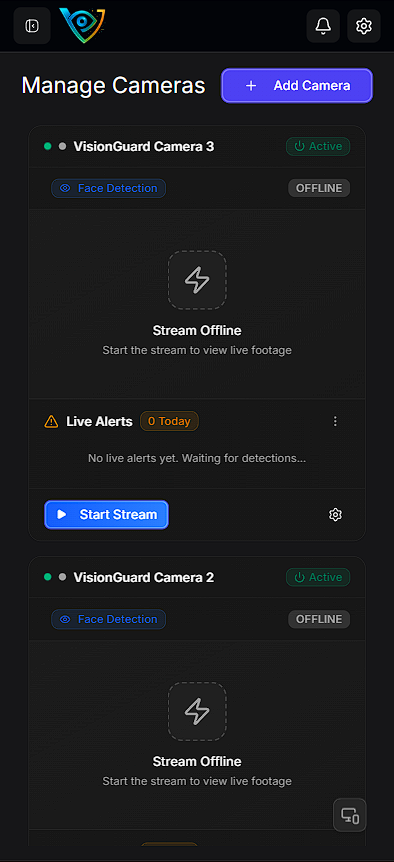 Manage Cameras
+ Add Camera
VisionGuard Camera 3
Active
Face Detection
OFFLINE
Stream Offline
Start the stream to view live footage
Live Alerts
0 Today
No live alerts yet. Waiting for detections...
Start Stream
VisionGuard Camera 2
Active
Face Detection
OFFLINE
Stream Offline
Start the stream to view live footage